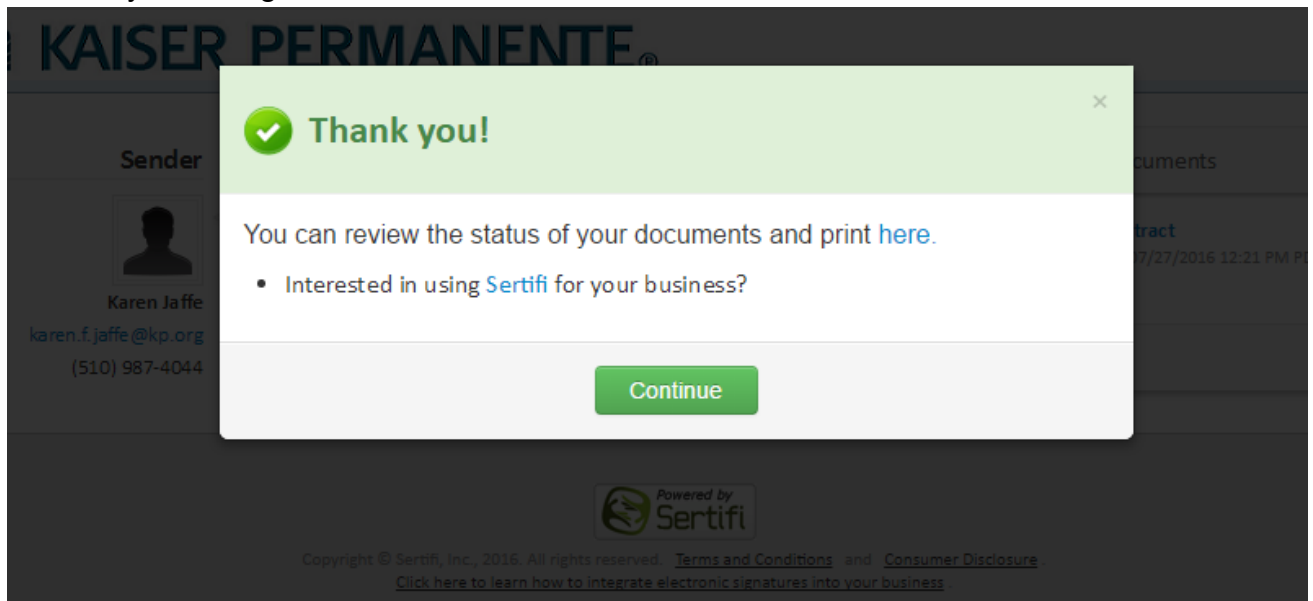 KAISER PERMANENTE®
Thank you!
×
Sender
cuments
You can review the status of your documents and print here.
tract
07/27/2016 12:21 PM
• Interested in using Sertifi for your business?
Karen Jaffe
karen.f.jaffe@kp.org
(510) 987-4044
Continue
Powered by
Sertifi
Copyright © Sertifi, Inc., 2016. All rights reserved. Terms and Conditions and Consumer Disclosure .
Click here to learn how to integrate electronic signatures into your business .